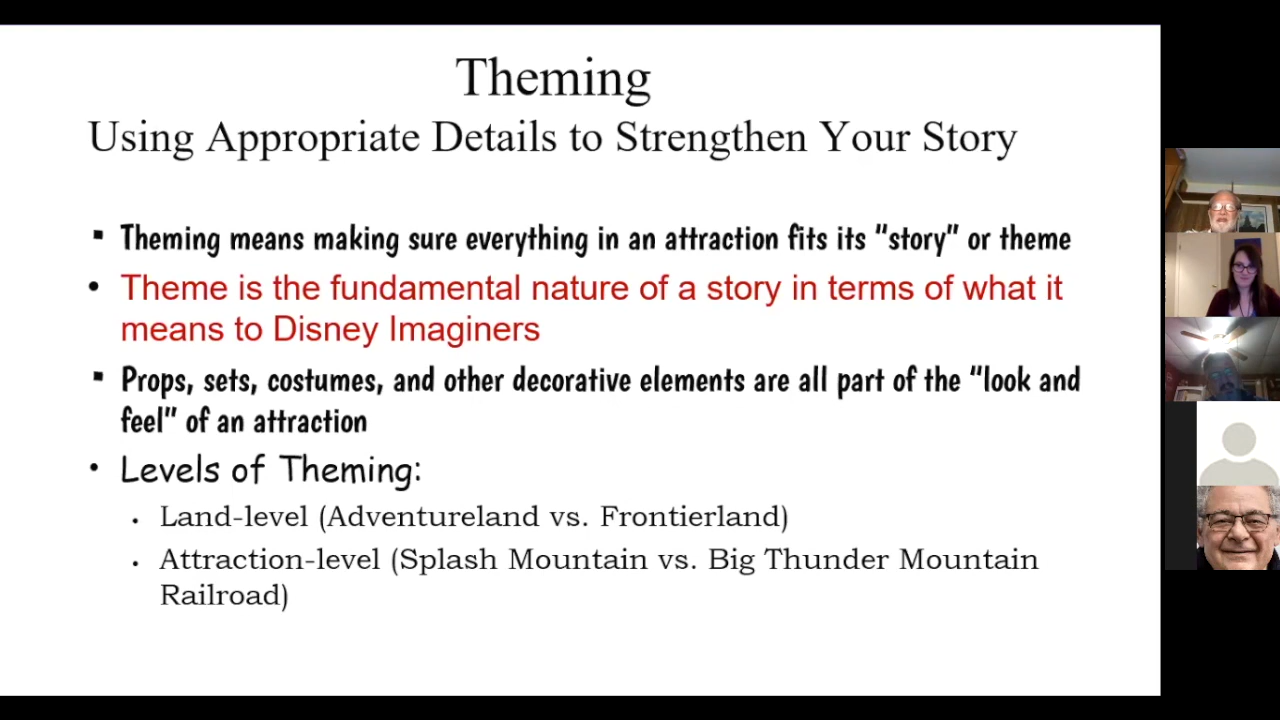 Theming
Using Appropriate Details to Strengthen Your Story
▪ Theming means making sure everything in an attraction fits its "story" or theme
• Theme is the fundamental nature of a story in terms of what it
means to Disney Imaginers
▪ Props, sets, costumes, and other decorative elements are all part of the "look and
feel" of an attraction
• Levels of Theming:
• Land-level (Adventureland vs. Frontierland)
• Attraction-level (Splash Mountain vs. Big Thunder Mountain
Railroad)